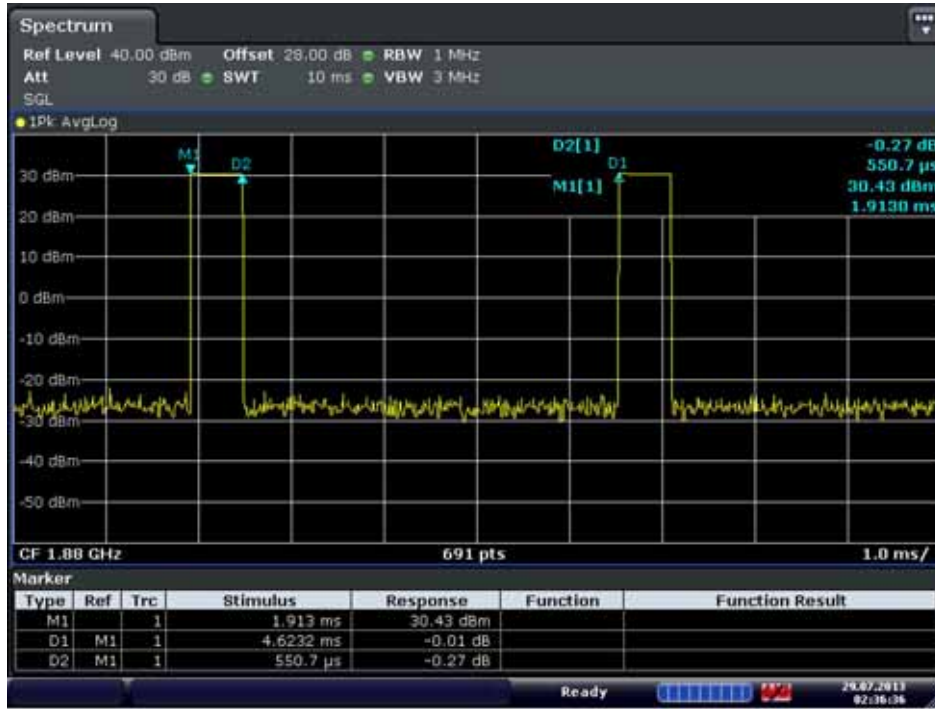 Spectrum
Ref Level 40.00 dBm Offset 28.00 dB RBW 1 MHz
Att 30 dB SWT 10 ms VBW 3 MHz
SGL
1Pk AvgLog
D2[1] -0.27 dB
550.7 µs
M1[1] 30.43 dBm
1.9130 ms
M1
D2
D1
30 dBm
20 dBm
10 dBm
0 dBm
-10 dBm
-20 dBm
-30 dBm
-40 dBm
-50 dBm
CF 1.88 GHz 691 pts 1.0 ms/
Marker
Type Ref Trc Stimulus Response Function Function Result
M1 1 1.913 ms 30.43 dBm
D1 M1 1 4.6232 ms -0.01 dB
D2 M1 1 550.7 µs -0.27 dB
Ready 29.07.2013
02:36:36